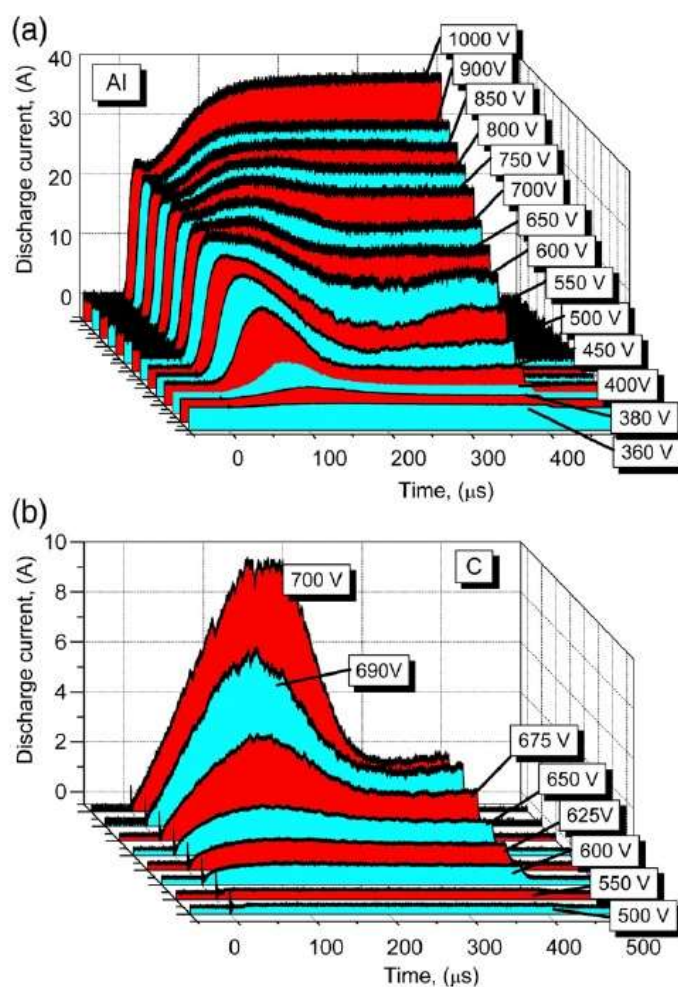 (a)
Discharge current, (A)
40
30
20
10
0
Al
1000 V
900V
850 V
800 V
750 V
700V
650 V
600 V
550 V
500 V
450 V
400V
380 V
360 V
0 100 200 300 400
Time, (μs)
(b)
Discharge current, (A)
10
8
6
4
2
0
C
700 V
690V
675 V
650 V
625V
600 V
550 V
500 V
0 100 200 300 400 500
Time, (μs)